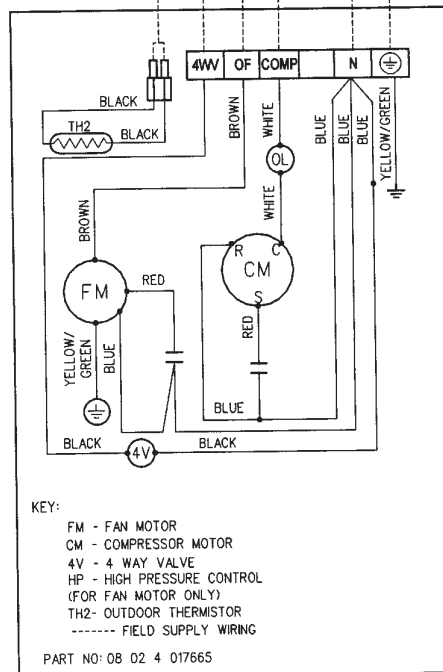 4WV OF COMP N
BLACK
TH2
BLACK
BROWN
WHITE
BLUE
BLUE
BLUE
YELLOW/GREEN
OL
WHITE
BROWN
R C
CM
S
FM
RED
RED
YELLOW/
GREEN
BLUE
BLUE
BLACK
4V
BLACK
KEY:
FM - FAN MOTOR
CM - COMPRESSOR MOTOR
4V - 4 WAY VALVE
HP - HIGH PRESSURE CONTROL
(FOR FAN MOTOR ONLY)
TH2- OUTDOOR THERMISTOR
------- FIELD SUPPLY WIRING
PART NO: 08 02 4 017665